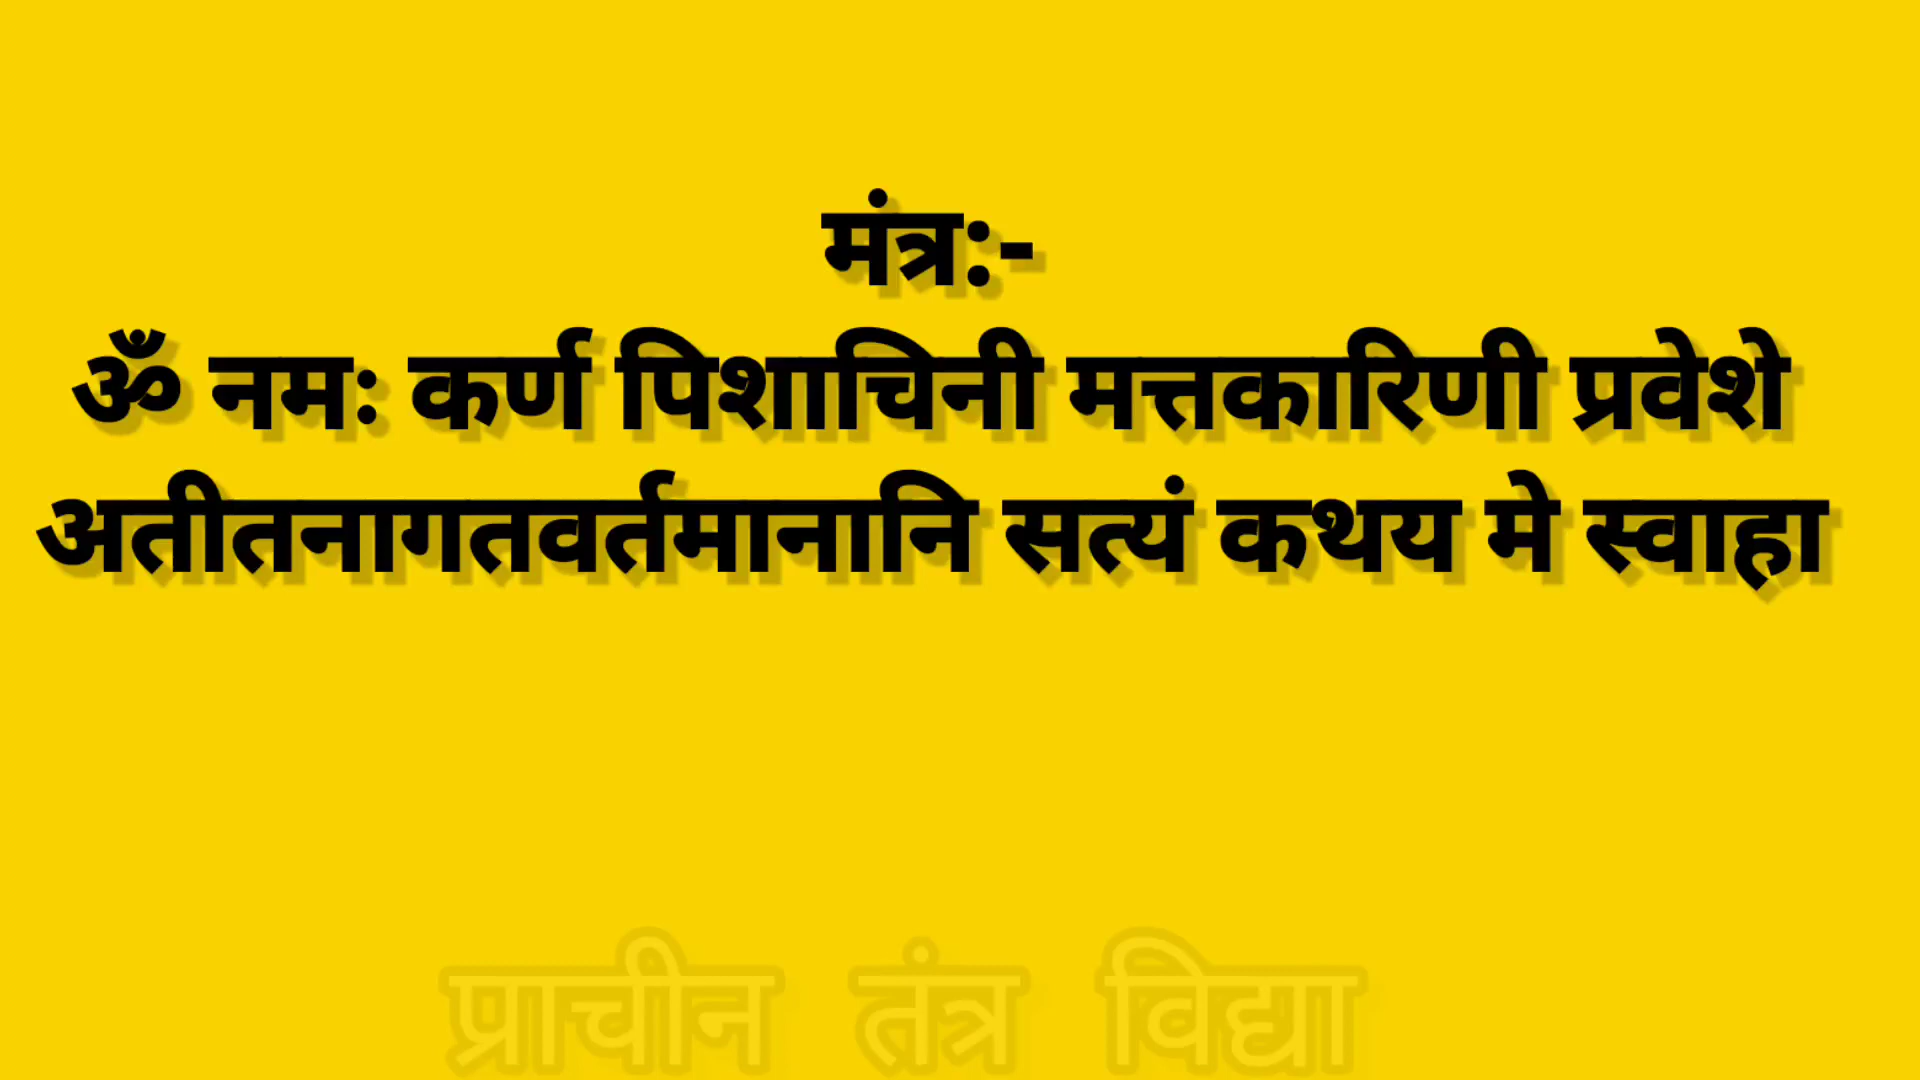 मंत्र:-
ॐ नमः कर्ण पिशाचिनी मत्तकारिणी प्रवेशे
अतीतनागतवर्तमानानि सत्यं कथय मे स्वाहा
प्राचीन तंत्र विद्या